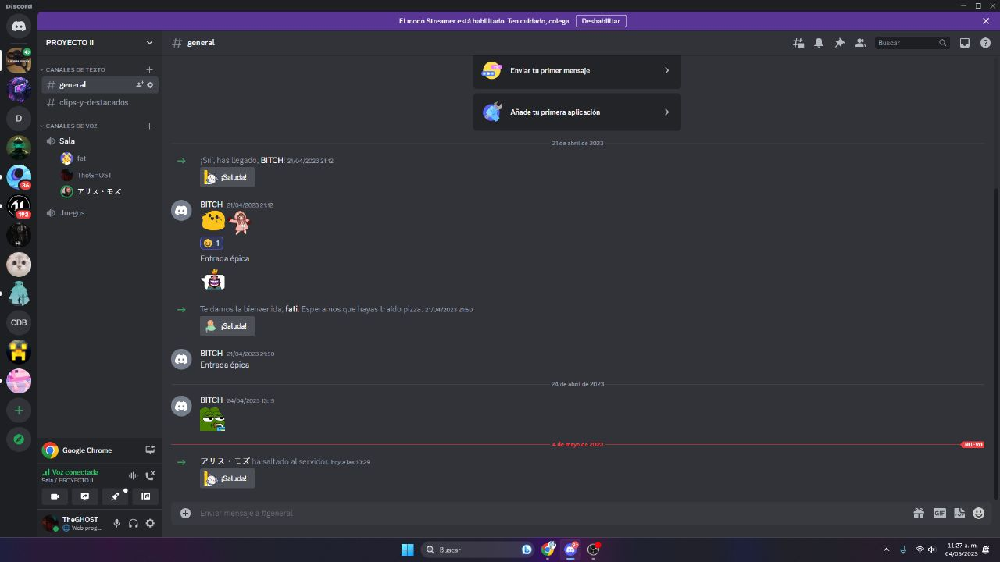 Discord
El modo Streamer está habilitado. Ten cuidado, colega. Deshabilitar
PROYECTO II
general
Buscar
CANALES DE TEXTO
general
clips-y-destacados
CANALES DE VOZ
Sala
fati
TheGHOST
アリス・モズ
Juegos
D
36
192
CDB
Enviar tu primer mensaje
Añade tu primera aplicación
21 de abril de 2023
¡Síií, has llegado, BITCH! 21/04/2023 21:12
¡Saluda!
BITCH 21/04/2023 21:12
1
Entrada épica
Te damos la bienvenida, fati. Esperamos que hayas traído pizza. 21/04/2023 21:50
¡Saluda!
BITCH 21/04/2023 21:50
Entrada épica
24 de abril de 2023
BITCH 24/04/2023 13:15
4 de mayo de 2023 NUEVO
アリス・モズ ha saltado al servidor. hoy a las 10:29
¡Saluda!
Enviar mensaje a #general
GIF
Google Chrome
Voz conectada
Sala / PROYECTO II
TheGHOST
Web prog...
Buscar
9+
11:27 a. m.
04/05/2023